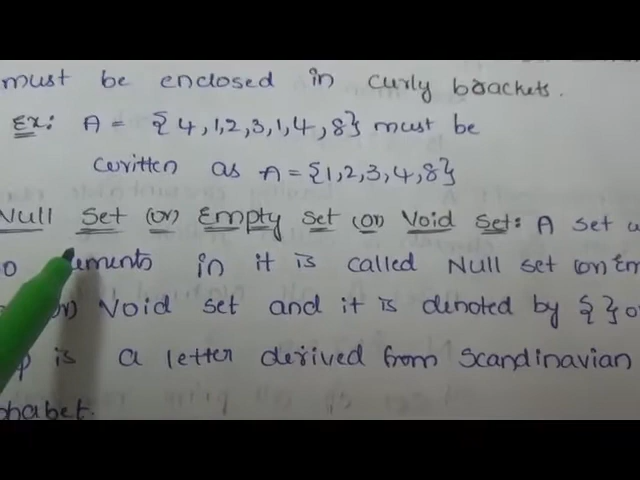 must be enclosed in curly brackets.
Ex: A = {4,1,2,3,1,4,8} must be
written as A = {1,2,3,4,8}
Null Set (or) Empty set (or) Void set: A set
in it is called Null set (or)
Void set and it is denoted by { }
is a letter derived from Scandinavian